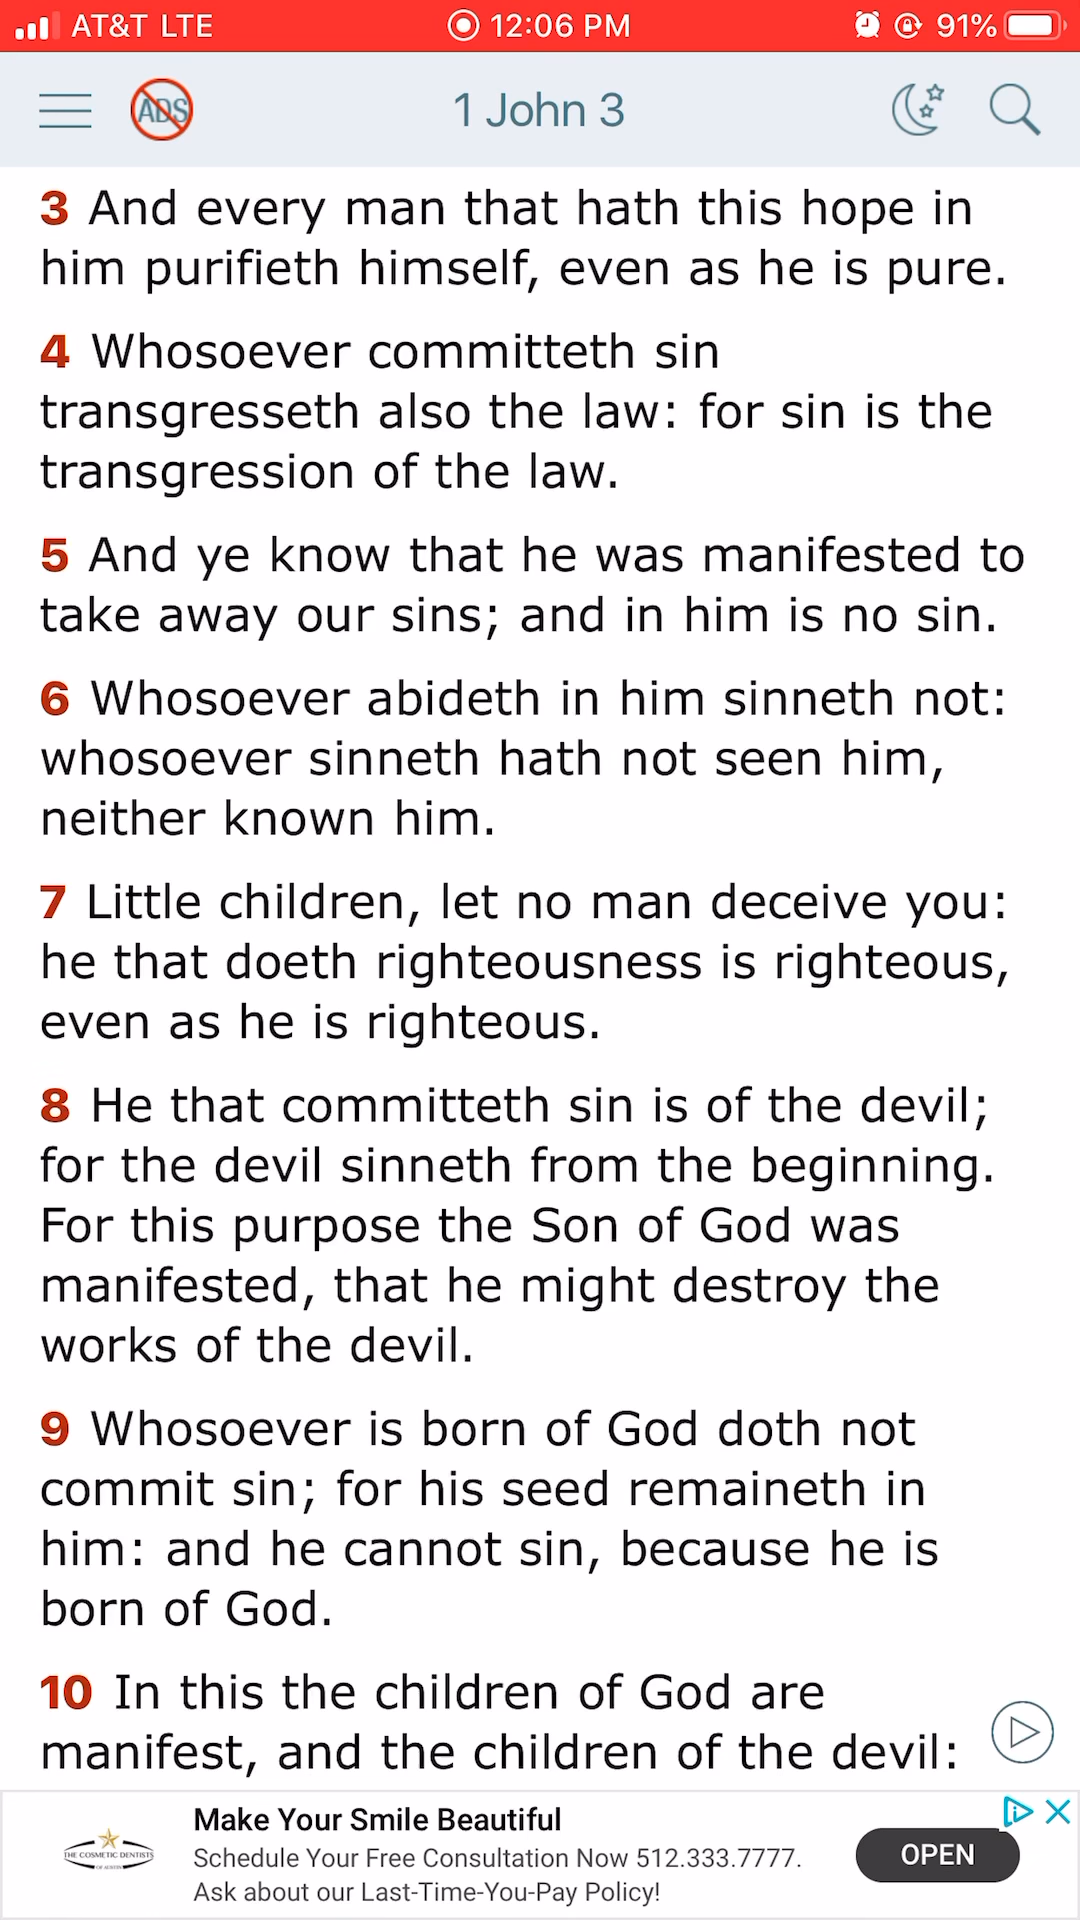 AT&T LTE 12:06 PM 91%
ADS 1 John 3
3 And every man that hath this hope in
him purifieth himself, even as he is pure.
4 Whosoever committeth sin
transgresseth also the law: for sin is the
transgression of the law.
5 And ye know that he was manifested to
take away our sins; and in him is no sin.
6 Whosoever abideth in him sinneth not:
whosoever sinneth hath not seen him,
neither known him.
7 Little children, let no man deceive you:
he that doeth righteousness is righteous,
even as he is righteous.
8 He that committeth sin is of the devil;
for the devil sinneth from the beginning.
For this purpose the Son of God was
manifested, that he might destroy the
works of the devil.
9 Whosoever is born of God doth not
commit sin; for his seed remaineth in
him: and he cannot sin, because he is
born of God.
10 In this the children of God are
manifest, and the children of the devil:
THE COSMETIC DENTISTS
OF AUSTIN
Make Your Smile Beautiful
Schedule Your Free Consultation Now 512.333.7777.
Ask about our Last-Time-You-Pay Policy!
OPEN